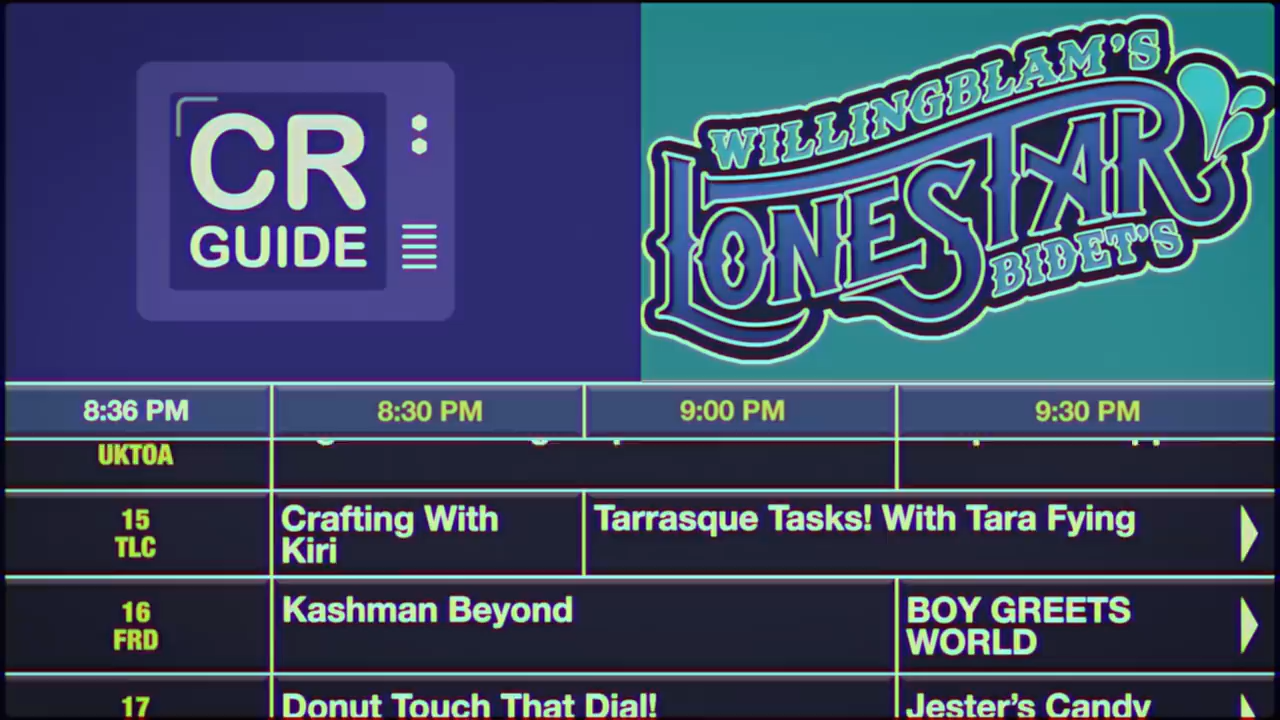 CR
GUIDE
WILLINGBLAM'S
LONESTAR
BIDET'S
8:36 PM
8:30 PM
9:00 PM
9:30 PM
UKTOA
15
TLC
Crafting With
Kiri
Tarrasque Tasks! With Tara Fying
16
FRD
Kashman Beyond
BOY GREETS
WORLD
17
Donut Touch That Dial!
Jester's Candy